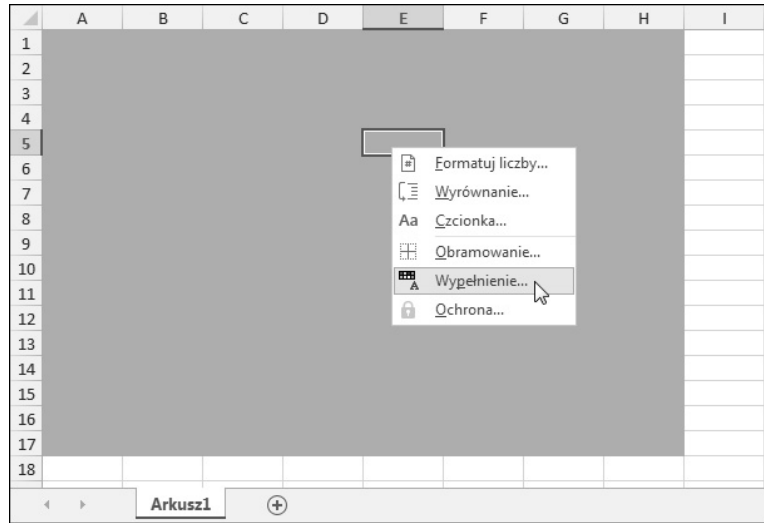 A B C D E F G H I
1
2
3
4
5
6 # Formatuj liczby...
7 Wyrównanie...
8 Aa Czcionka...
9
10 Obramowanie...
11 A Wypełnienie...
12 Ochrona...
13
14
15
16
17
18
Arkusz1